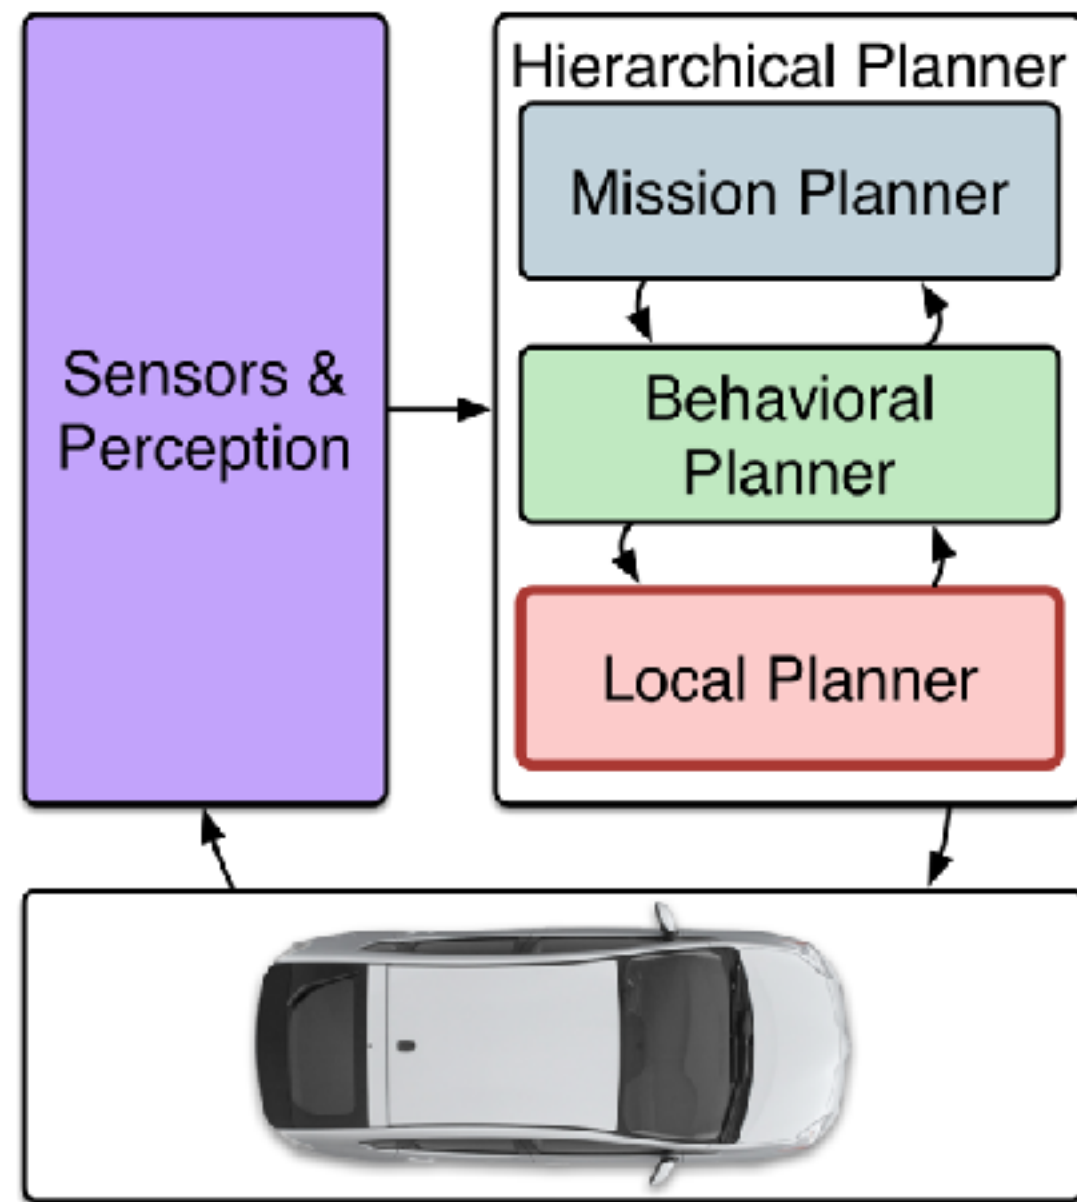 Sensors &
Perception
Hierarchical Planner
Mission Planner
Behavioral
Planner
Local Planner